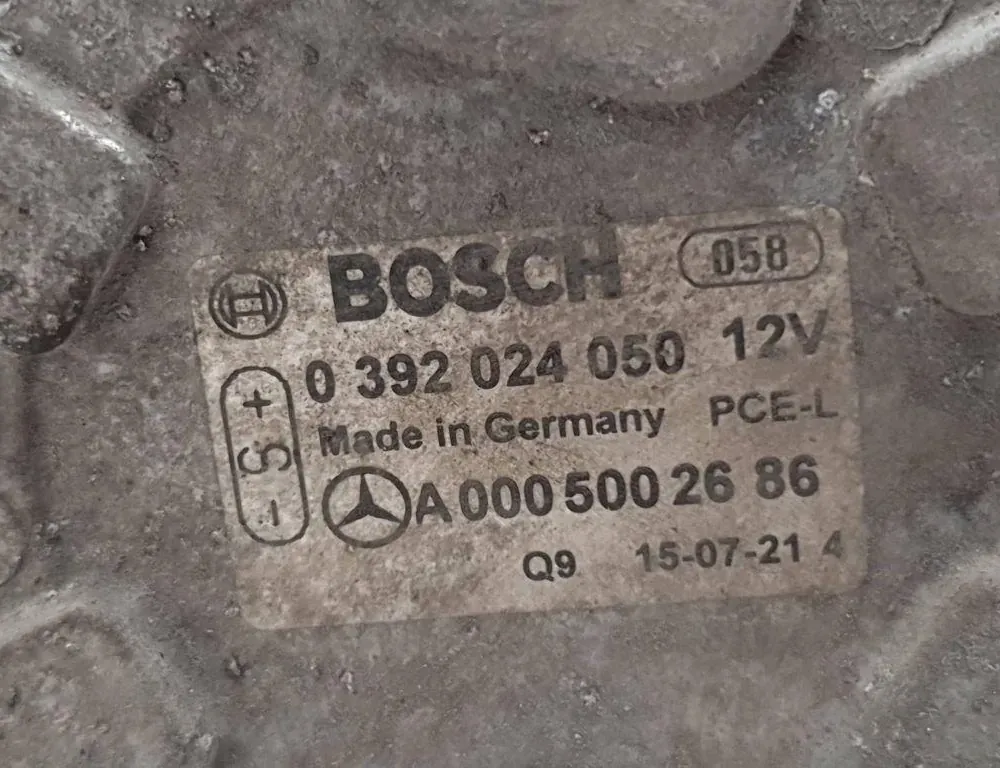 BOSCH 058
0 392 024 050 12V
Made in Germany PCE-L
A 000 500 26 86
Q9 15-07-21 4
+ S -